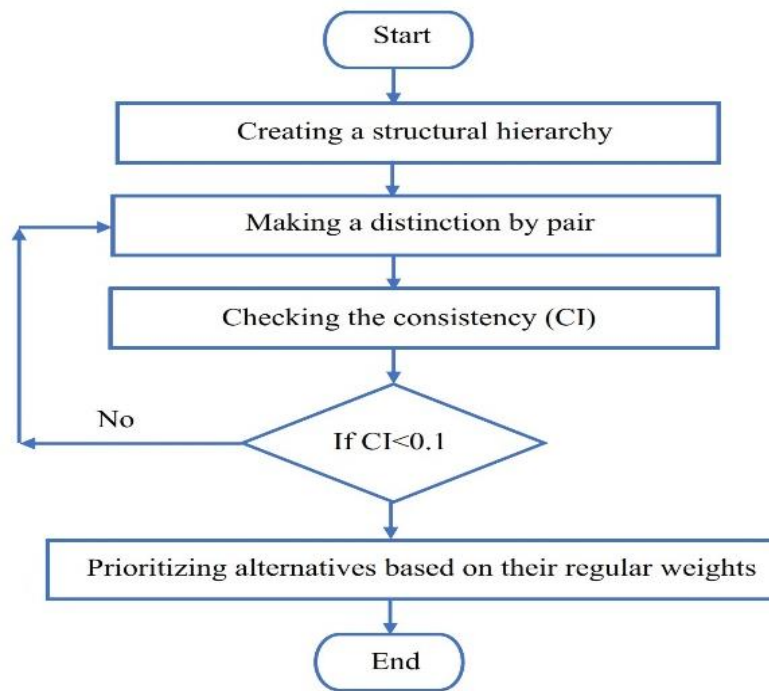 Start
Creating a structural hierarchy
Making a distinction by pair
Checking the consistency (CI)
No
If CI<0.1
Prioritizing alternatives based on their regular weights
End